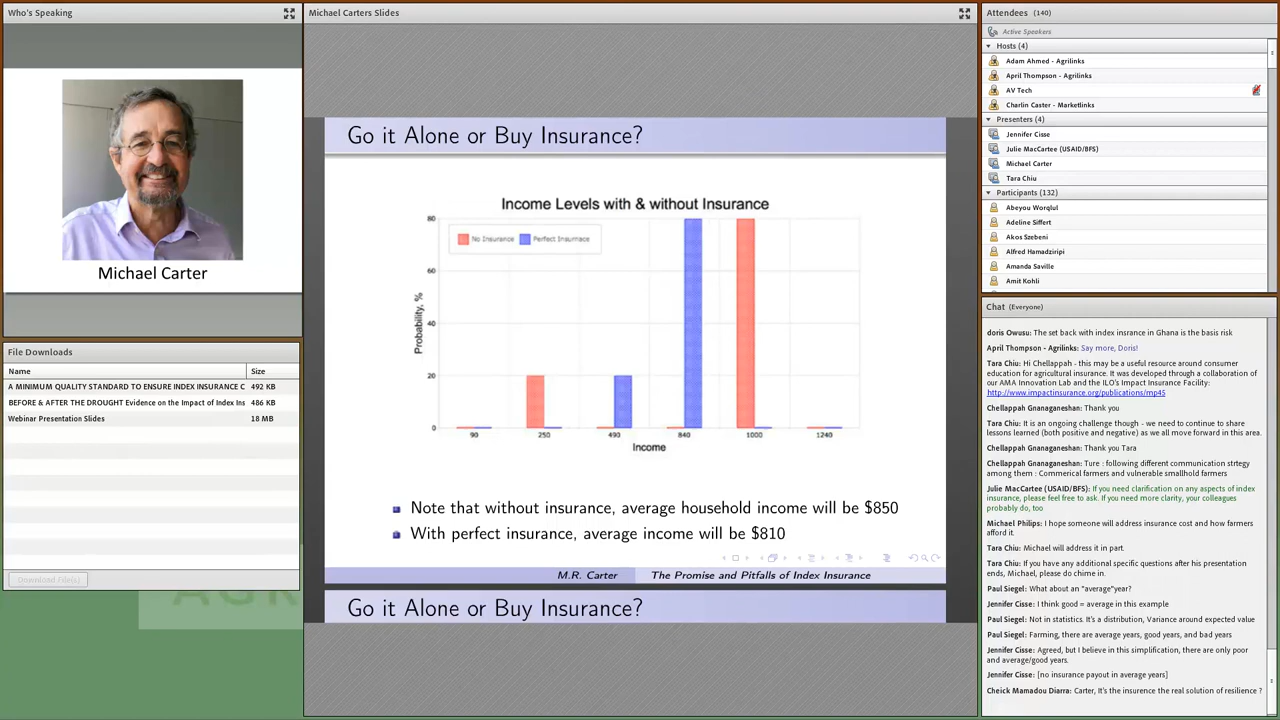 Who's Speaking
Michael Carter
File Downloads
Name Size
A MINIMUM QUALITY STANDARD TO ENSURE INDEX INSURANCE C 492 KB
BEFORE & AFTER THE DROUGHT Evidence on the Impact of Index Ins 486 KB
Webinar Presentation Slides 18 MB
Download File(s)
Michael Carters Slides
Go it Alone or Buy Insurance?
Income Levels with & without Insurance
No Insurance Perfect Insurnace
Probability, %
80
60
40
20
0
90 250 490 840 1000 1240
Income
Note that without insurance, average household income will be $850
With perfect insurance, average income will be $810
M.R. Carter The Promise and Pitfalls of Index Insurance
Go it Alone or Buy Insurance?
Attendees (140)
Active Speakers
Hosts (4)
Adam Ahmed - Agrilinks
April Thompson - Agrilinks
AV Tech
Charlin Caster - Marketlinks
Presenters (4)
Jennifer Cisse
Julie MacCartee (USAID/BFS)
Michael Carter
Tara Chiu
Participants (132)
Abeyou Worqlul
Adeline Siffert
Akos Szebeni
Alfred Hamadziripi
Amanda Saville
Amit Kohli
Chat (Everyone)
doris Owusu: The set back with index insrance in Ghana is the basis risk
April Thompson - Agrilinks: Say more, Doris!
Tara Chiu: Hi Chellappah - this may be a useful resource around consumer
education for agricultural insurance. It was developed through a collaboration of
our AMA Innovation Lab and the ILO's Impact Insurance Facility:
http://www.impactinsurance.org/publications/mp45
Chellappah Gnanaganeshan: Thank you
Tara Chiu: It is an ongoing challenge though - we need to continue to share
lessons learned (both positive and negative) as we all move forward in this area.
Chellappah Gnanaganeshan: Thank you Tara
Chellappah Gnanaganeshan: Ture : following different communication strtegy
among them : Commerical farmers and vulnerable smallhold farmers
Julie MacCartee (USAID/BFS): If you need clarification on any aspects of index
insurance, please feel free to ask. If you need more clarity, your colleagues
probably do, too
Michael Philips: I hope someone will address insurance cost and how farmers
afford it.
Tara Chiu: Michael will address it in part.
Tara Chiu: If you have any additional specific questions after his presentation
ends, Michael, please do chime in.
Paul Siegel: What about an "average"year?
Jennifer Cisse: I think good = average in this example
Paul Siegel: Not in statistics. It's a distribution, Variance around expected value
Paul Siegel: Farming, there are average years, good years, and bad years
Jennifer Cisse: Agreed, but I believe in this simplification, there are only poor
and average/good years.
Jennifer Cisse: [no insurance payout in average years]
Cheick Mamadou Diarra: Carter, It's the insurence the real solution of resilience ?